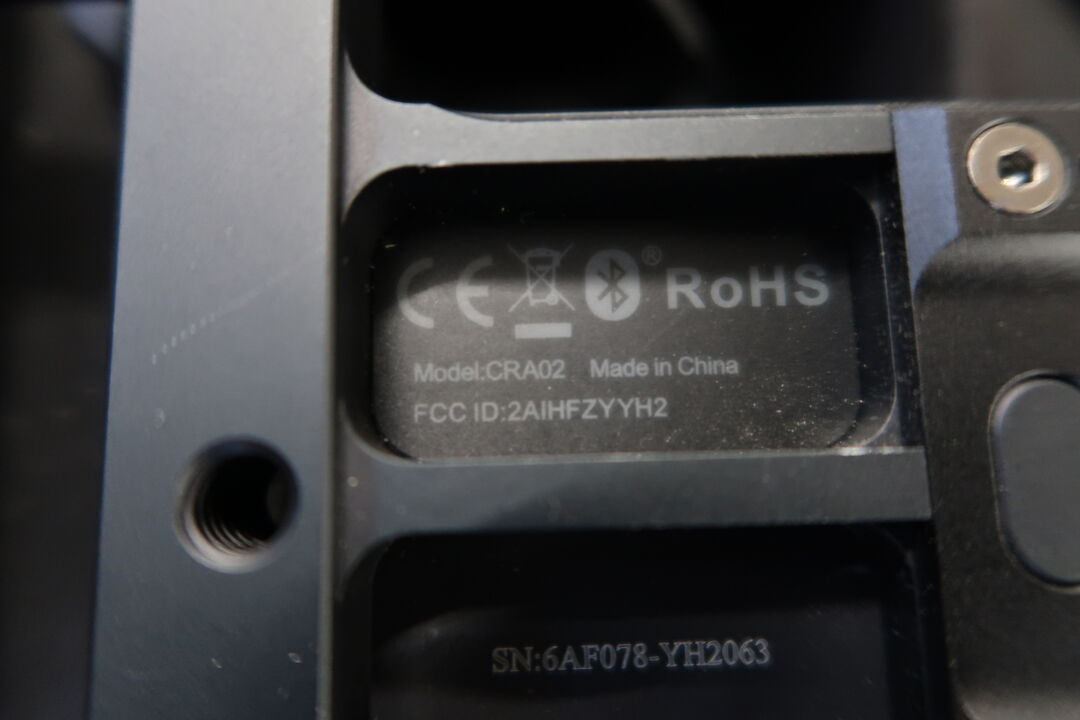 CE ® RoHS
Model:CRA02 Made in China
FCC ID:2AIHFZYYH2
SN:6AF078-YH2063